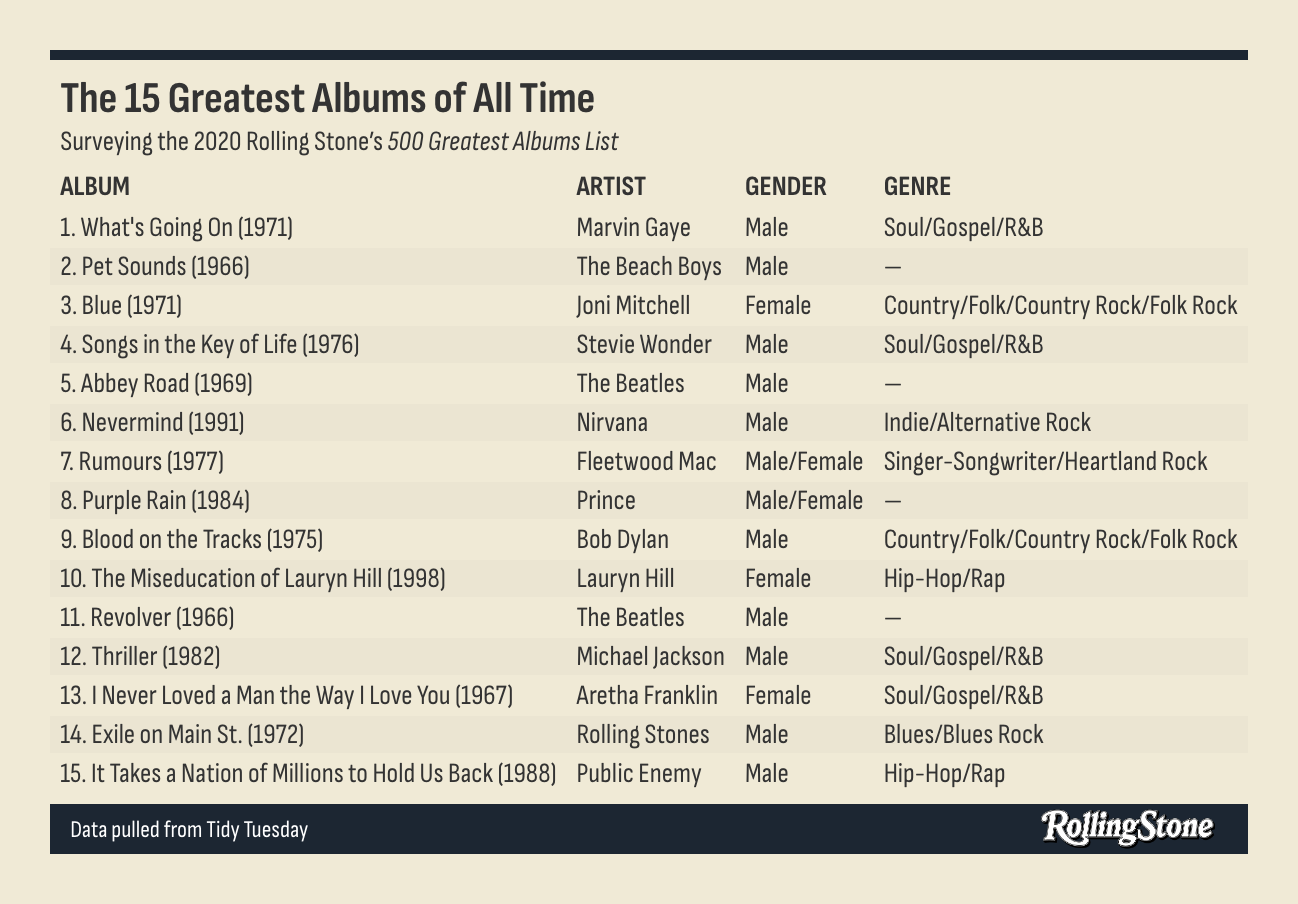 The 15 Greatest Albums of All Time
Surveying the 2020 Rolling Stone’s 500 Greatest Albums List
ALBUM ARTIST GENDER GENRE
1. What's Going On (1971) Marvin Gaye Male Soul/Gospel/R&B
2. Pet Sounds (1966) The Beach Boys Male —
3. Blue (1971) Joni Mitchell Female Country/Folk/Country Rock/Folk Rock
4. Songs in the Key of Life (1976) Stevie Wonder Male Soul/Gospel/R&B
5. Abbey Road (1969) The Beatles Male —
6. Nevermind (1991) Nirvana Male Indie/Alternative Rock
7. Rumours (1977) Fleetwood Mac Male/Female Singer-Songwriter/Heartland Rock
8. Purple Rain (1984) Prince Male/Female —
9. Blood on the Tracks (1975) Bob Dylan Male Country/Folk/Country Rock/Folk Rock
10. The Miseducation of Lauryn Hill (1998) Lauryn Hill Female Hip-Hop/Rap
11. Revolver (1966) The Beatles Male —
12. Thriller (1982) Michael Jackson Male Soul/Gospel/R&B
13. I Never Loved a Man the Way I Love You (1967) Aretha Franklin Female Soul/Gospel/R&B
14. Exile on Main St. (1972) Rolling Stones Male Blues/Blues Rock
15. It Takes a Nation of Millions to Hold Us Back (1988) Public Enemy Male Hip-Hop/Rap
Data pulled from Tidy Tuesday RollingStone